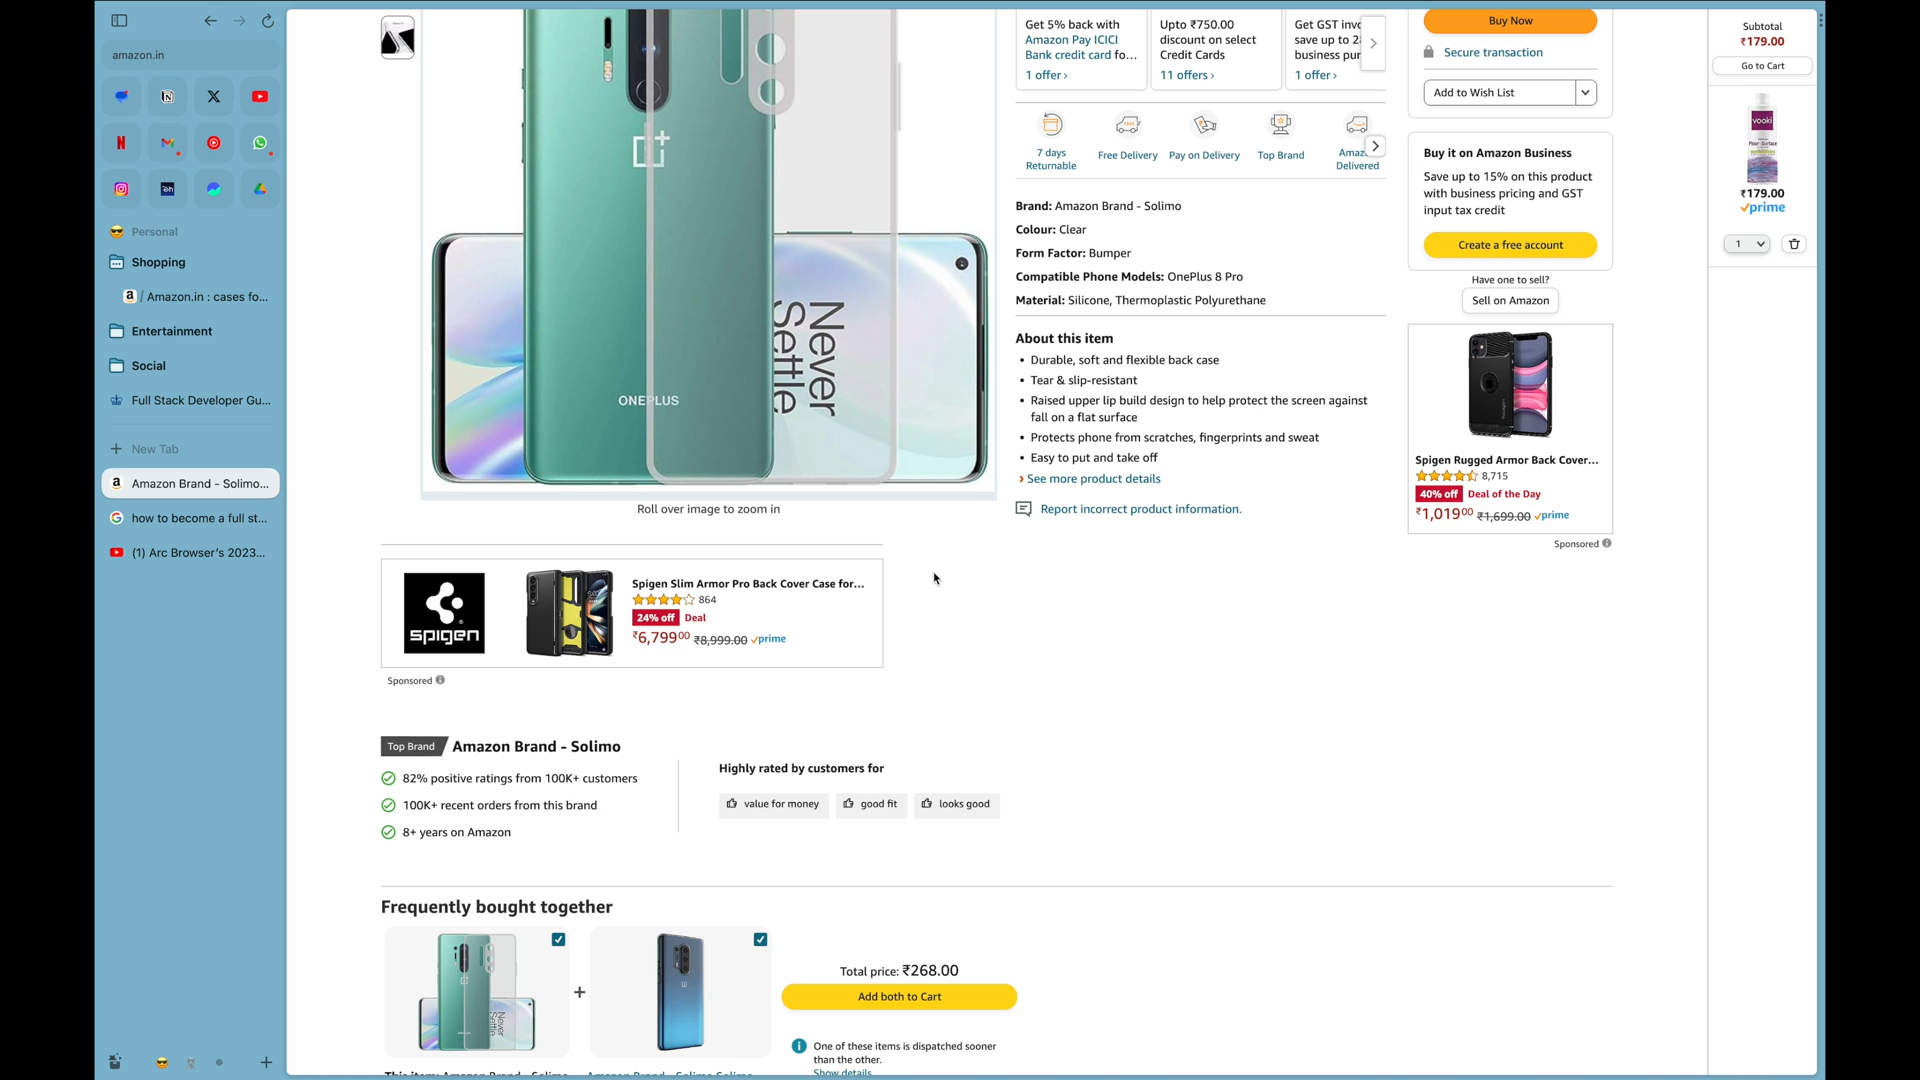 amazon.in
Personal
Shopping
/ Amazon.in : cases fo...
Entertainment
Social
Full Stack Developer Gu...
New Tab
Amazon Brand - Solimo...
how to become a full st...
(1) Arc Browser's 2023...
Never
Settle
ONEPLUS
Roll over image to zoom in
Get 5% back with
Amazon Pay ICICI
Bank credit card fo...
1 offer ›
Upto ₹750.00
discount on select
Credit Cards
11 offers ›
Get GST
save up to
business
1 offer ›
7 days
Returnable
Free Delivery
Pay on Delivery
Top Brand
Delivered
Brand: Amazon Brand - Solimo
Colour: Clear
Form Factor: Bumper
Compatible Phone Models: OnePlus 8 Pro
Material: Silicone, Thermoplastic Polyurethane
About this item
• Durable, soft and flexible back case
• Tear & slip-resistant
• Raised upper lip build design to help protect the screen against
fall on a flat surface
• Protects phone from scratches, fingerprints and sweat
• Easy to put and take off
› See more product details
Report incorrect product information.
Buy Now
Secure transaction
Add to Wish List
Buy it on Amazon Business
Save up to 15% on this product
with business pricing and GST
input tax credit
Create a free account
Have one to sell?
Sell on Amazon
Spigen Rugged Armor Back Cover...
8,715
40% off Deal of the Day
₹1,019⁰⁰ ₹1,699.00 prime
Sponsored
Subtotal
₹179.00
Go to Cart
vooki
₹179.00
prime
1
spigen
Spigen Slim Armor Pro Back Cover Case for...
864
24% off Deal
₹6,799⁰⁰ ₹8,999.00 prime
Sponsored
Top Brand Amazon Brand - Solimo
82% positive ratings from 100K+ customers
100K+ recent orders from this brand
8+ years on Amazon
Highly rated by customers for
value for money
good fit
looks good
Frequently bought together
+
Never
Settle
Total price: ₹268.00
Add both to Cart
One of these items is dispatched sooner
than the other.
Show details
This item: Amazon Brand - Solimo
Amazon Brand - Solimo Solimo